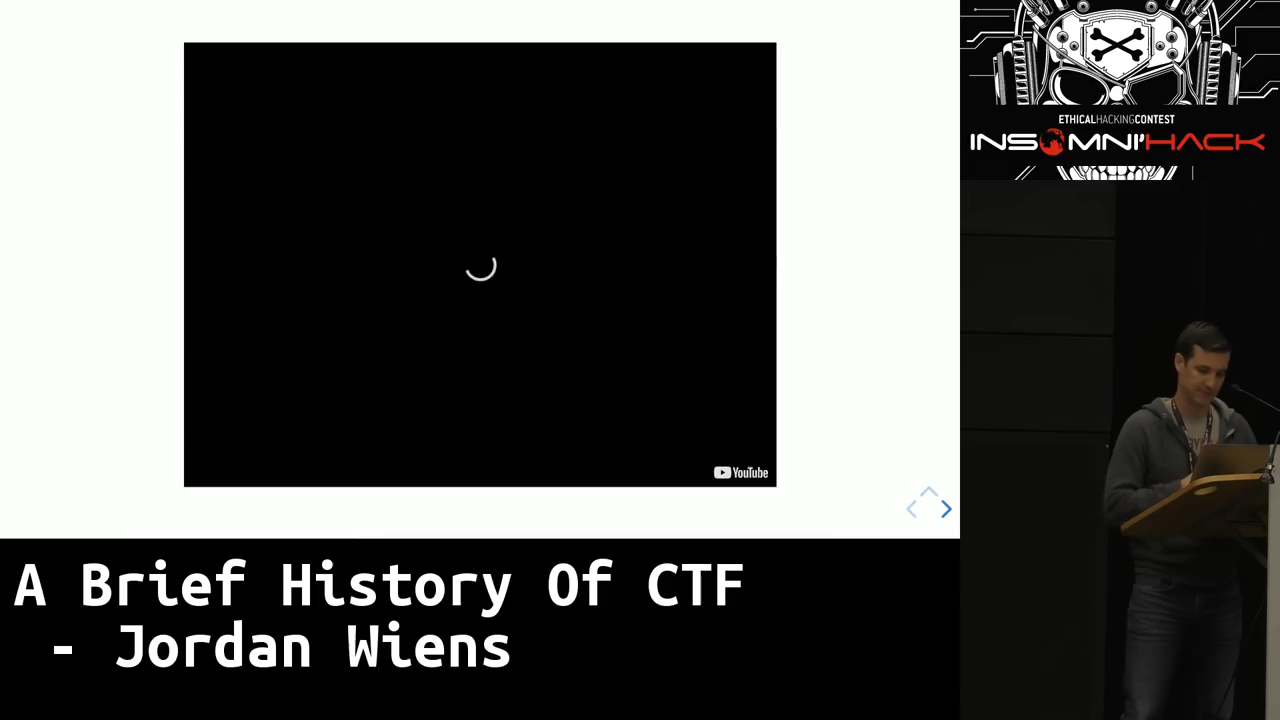 YouTube
ETHICALHACKINGCONTEST
INSOMNI'HACK
A Brief History Of CTF
- Jordan Wiens